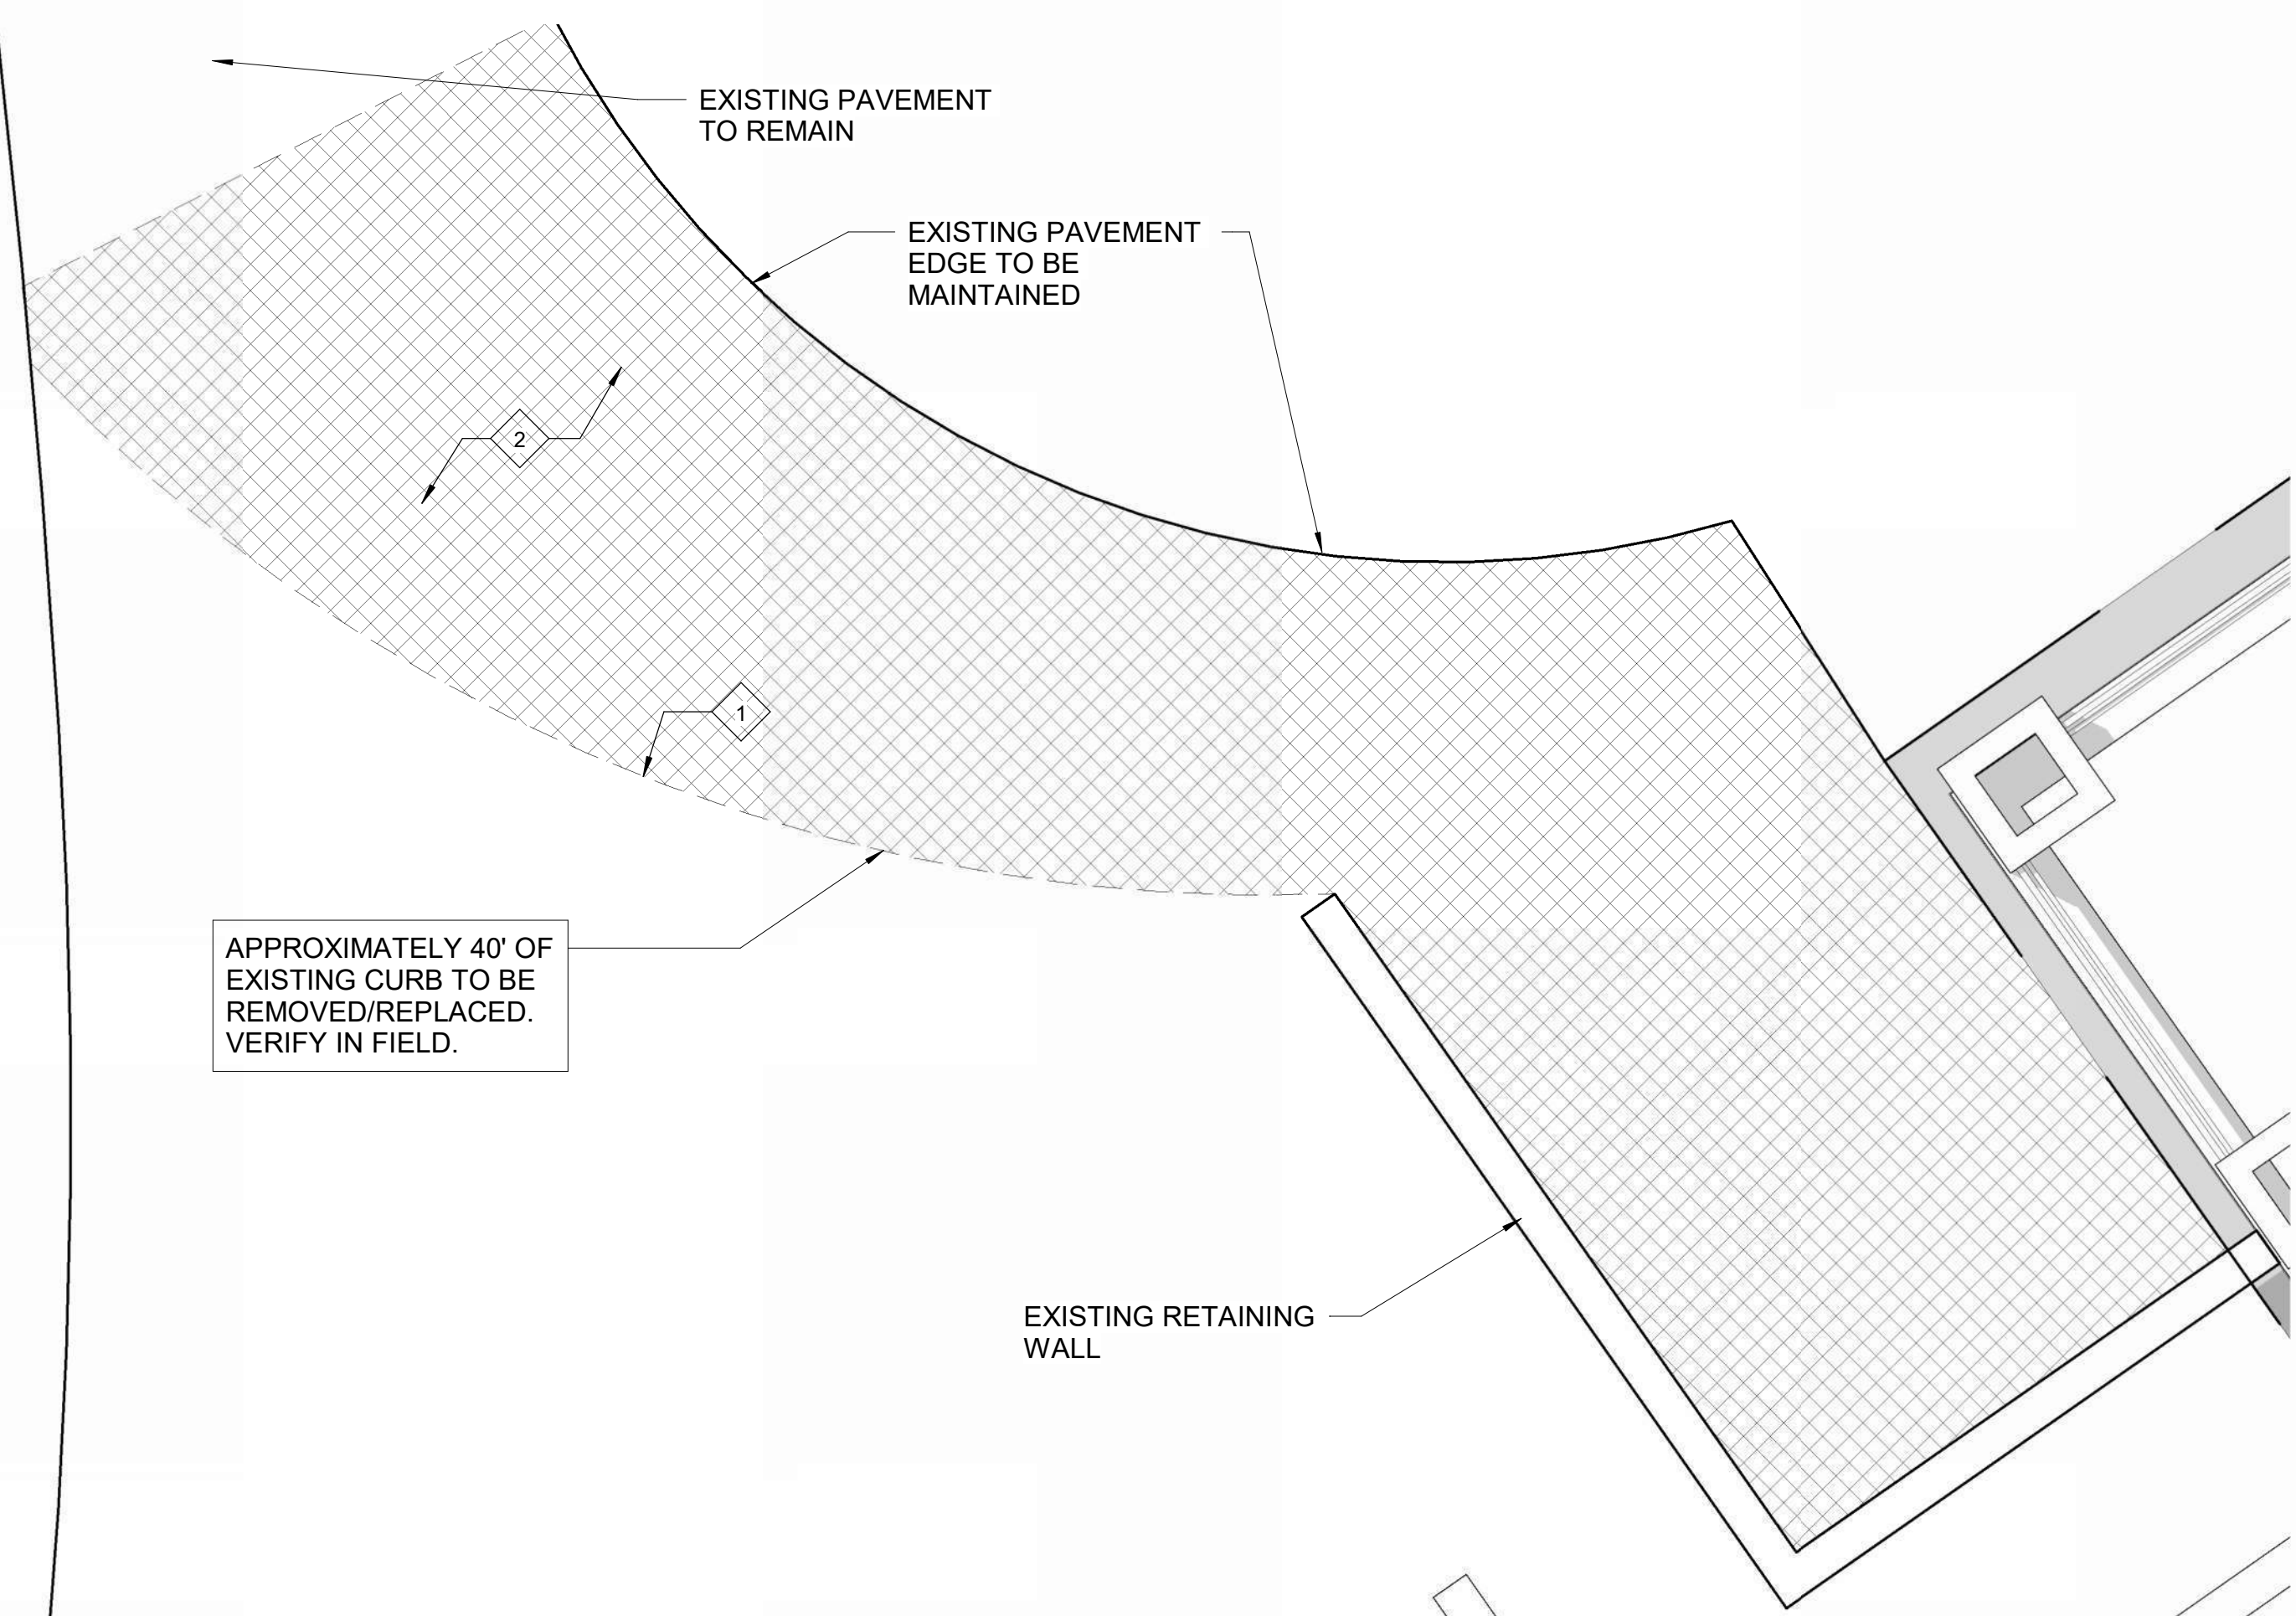 EXISTING PAVEMENT
TO REMAIN
EXISTING PAVEMENT
EDGE TO BE
MAINTAINED
2
1
APPROXIMATELY 40' OF
EXISTING CURB TO BE
REMOVED/REPLACED.
VERIFY IN FIELD.
EXISTING RETAINING
WALL